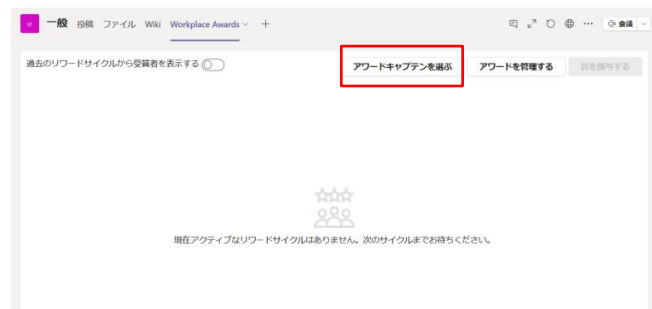 一般 投稿 ファイル Wiki Workplace Awards
会議
過去のリワードサイクルから受賞者を表示する
アワードキャプテンを選ぶ アワードを管理する 賞を授与する
現在アクティブなリワードサイクルはありません。次のサイクルまでお待ちください。